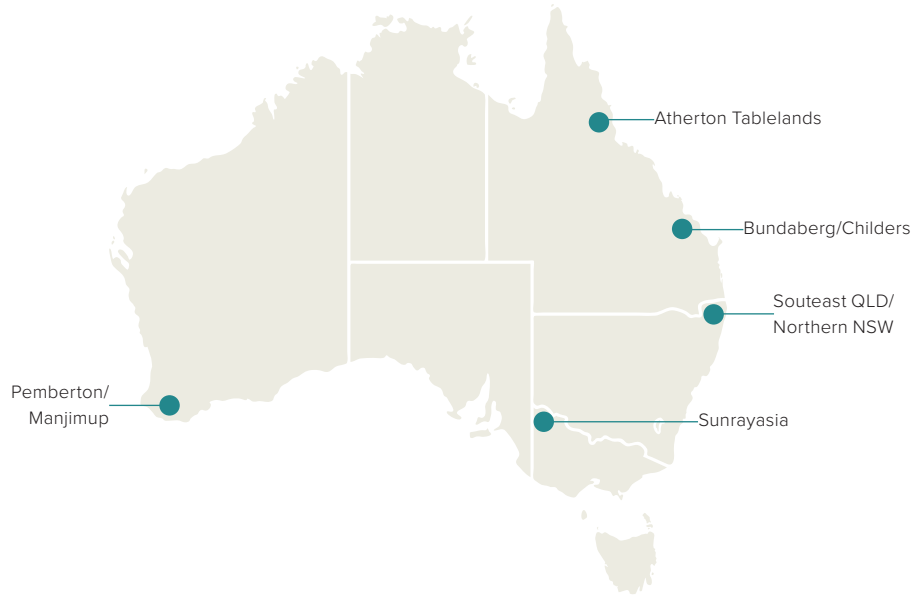 Atherton Tablelands
Bundaberg/Childers
Souteast QLD/
Northern NSW
Pemberton/
Manjimup
Sunrayasia